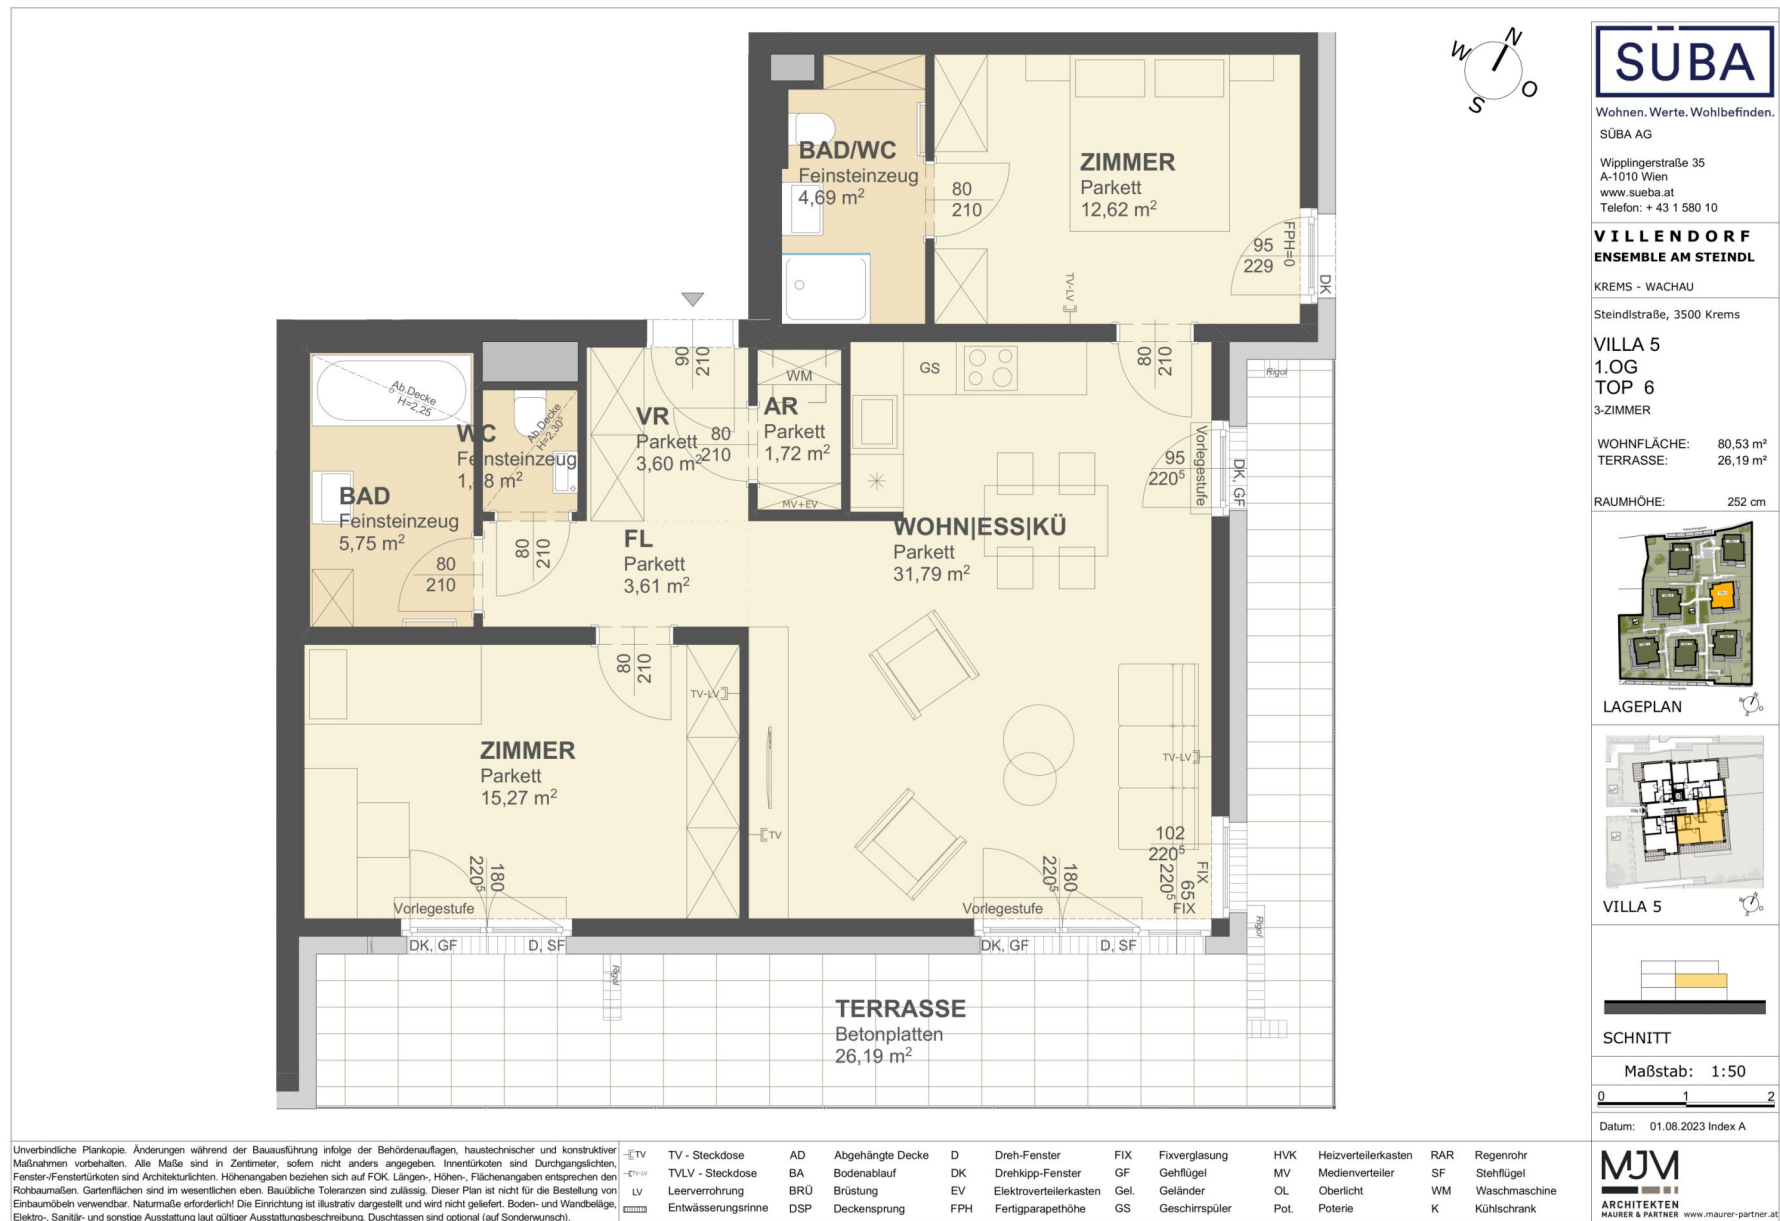 BAD/WC
Feinsteinzeug
4,69 m²
80
210
ZIMMER
Parkett
12,62 m²
95
229
FPH=0
DK
TV-LV
80
210
90
210
Ab.Decke
H=2,25
WC
Feinsteinzeug
Ab.Decke
H=2,30⁵
BAD
Feinsteinzeug
5,75 m²
80
210
80
210
VR
Parkett
3,60 m²
80
210
WM
AR
Parkett
1,72 m²
MV+EV
GS
FL
Parkett
3,61 m²
WOHN|ESS|KÜ
Parkett
31,79 m²
95
220⁵
Vorlegestufe
DK, GF
Rigol
80
210
TV-LV
ZIMMER
Parkett
15,27 m²
TV
TV-LV
180
220⁵
Vorlegestufe
DK, GF
D, SF
180
220⁵
Vorlegestufe
DK, GF
D, SF
102
220⁵
FIX
65
220⁵
FIX
Rigol
Rigol
TERRASSE
Betonplatten
26,19 m²
N
W
O
S
SÜBA
Wohnen. Werte. Wohlbefinden.
SÜBA AG
Wipplingerstraße 35
A-1010 Wien
www.sueba.at
Telefon: + 43 1 580 10
VILLENDORF
ENSEMBLE AM STEINDL
KREMS - WACHAU
Steindlstraße, 3500 Krems
VILLA 5
1.OG
TOP 6
3-ZIMMER
WOHNFLÄCHE: 80,53 m²
TERRASSE: 26,19 m²
RAUMHÖHE: 252 cm
LAGEPLAN
VILLA 5
SCHNITT
Maßstab: 1:50
0 1 2
Datum: 01.08.2023 Index A
MJM
ARCHITEKTEN
MAURER & PARTNER www.maurer-partner.at
Unverbindliche Plankopie. Änderungen während der Bauausführung infolge der Behördenauflagen, haustechnischer und konstruktiver
Maßnahmen vorbehalten. Alle Maße sind in Zentimeter, sofern nicht anders angegeben. Innentürkoten sind Durchgangslichten,
Fenster-/Fenstertürkoten sind Architekturlichten. Höhenangaben beziehen sich auf FOK. Längen-, Höhen-, Flächenangaben entsprechen den
Rohbaumaßen. Gartenflächen sind im wesentlichen eben. Bauübliche Toleranzen sind zulässig. Dieser Plan ist nicht für die Bestellung von
Einbaumöbeln verwendbar. Naturmaße erforderlich! Die Einrichtung ist illustrativ dargestellt und wird nicht geliefert. Boden- und Wandbeläge,
Elektro-, Sanitär- und sonstige Ausstattung laut gültiger Ausstattungsbeschreibung. Duschtassen sind optional (auf Sonderwunsch).
TV TV - Steckdose AD Abgehängte Decke D Dreh-Fenster FIX Fixverglasung HVK Heizverteilerkasten RAR Regenrohr
TV-LV TVLV - Steckdose BA Bodenablauf DK Drehkipp-Fenster GF Gehflügel MV Medienverteiler SF Stehflügel
LV Leerverrohrung BRÜ Brüstung EV Elektroverteilerkasten Gel. Geländer OL Oberlicht WM Waschmaschine
Entwässerungsrinne DSP Deckensprung FPH Fertigparapethöhe GS Geschirrspüler Pot. Poterie K Kühlschrank